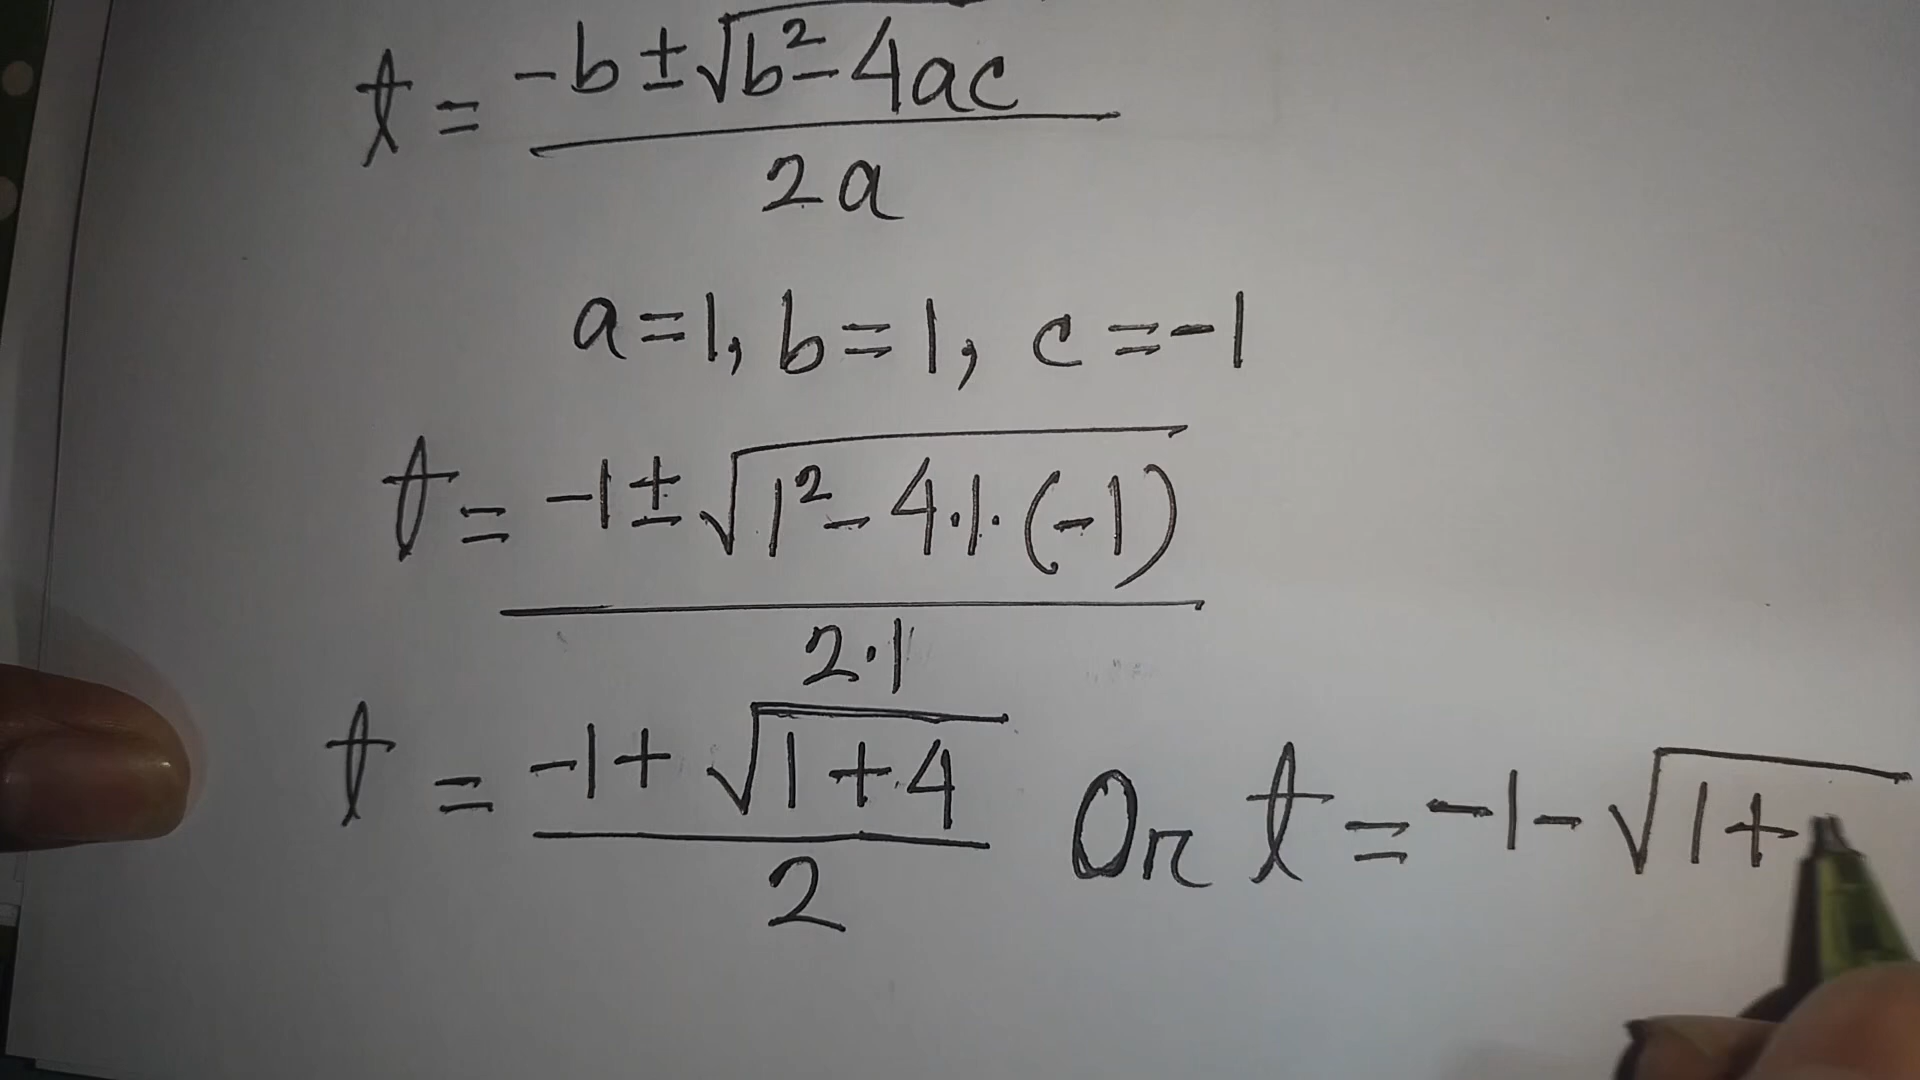 t = (-b ± √(b² - 4ac)) / 2a
a = 1, b = 1, c = -1
t = (-1 ± √(1² - 4·1·(-1))) / 2·1
t = (-1 + √(1+4)) / 2 Or t = -1 - √(1+